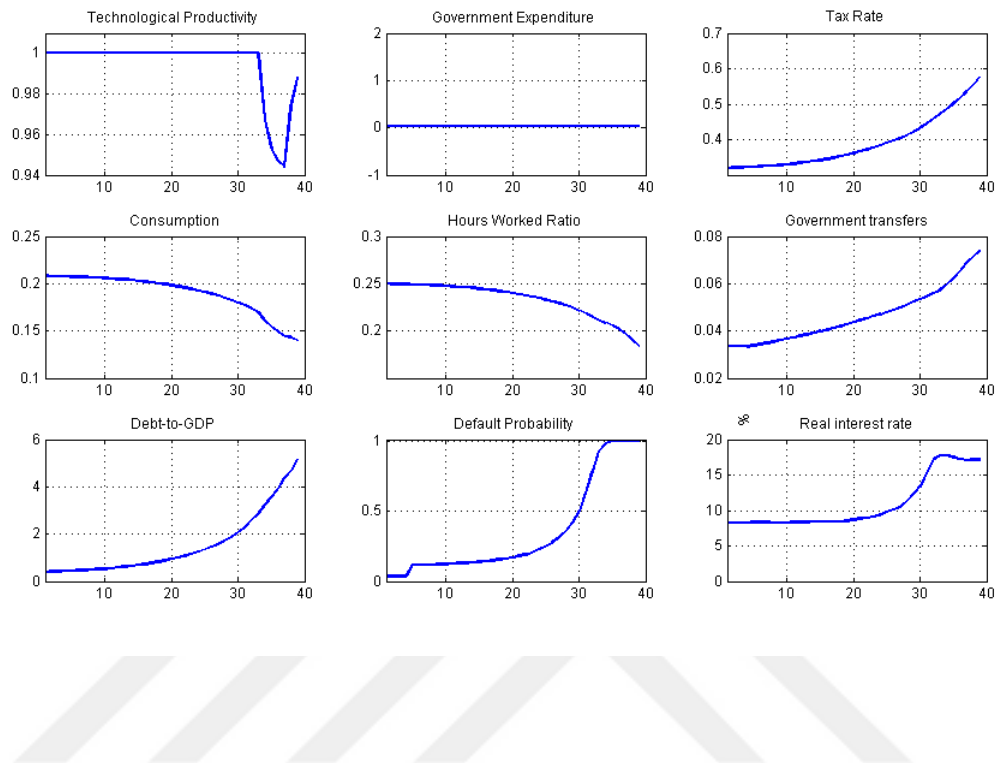 Technological Productivity
1
0.98
0.96
0.94
10 20 30 40
Government Expenditure
2
1
0
-1
10 20 30 40
Tax Rate
0.7
0.6
0.5
0.4
10 20 30 40
Consumption
0.25
0.2
0.15
0.1
10 20 30 40
Hours Worked Ratio
0.3
0.25
0.2
10 20 30 40
Government transfers
0.08
0.06
0.04
0.02
10 20 30 40
Debt-to-GDP
6
4
2
0
10 20 30 40
Default Probability
1
0.5
0
10 20 30 40
% Real interest rate
20
15
10
5
0
10 20 30 40